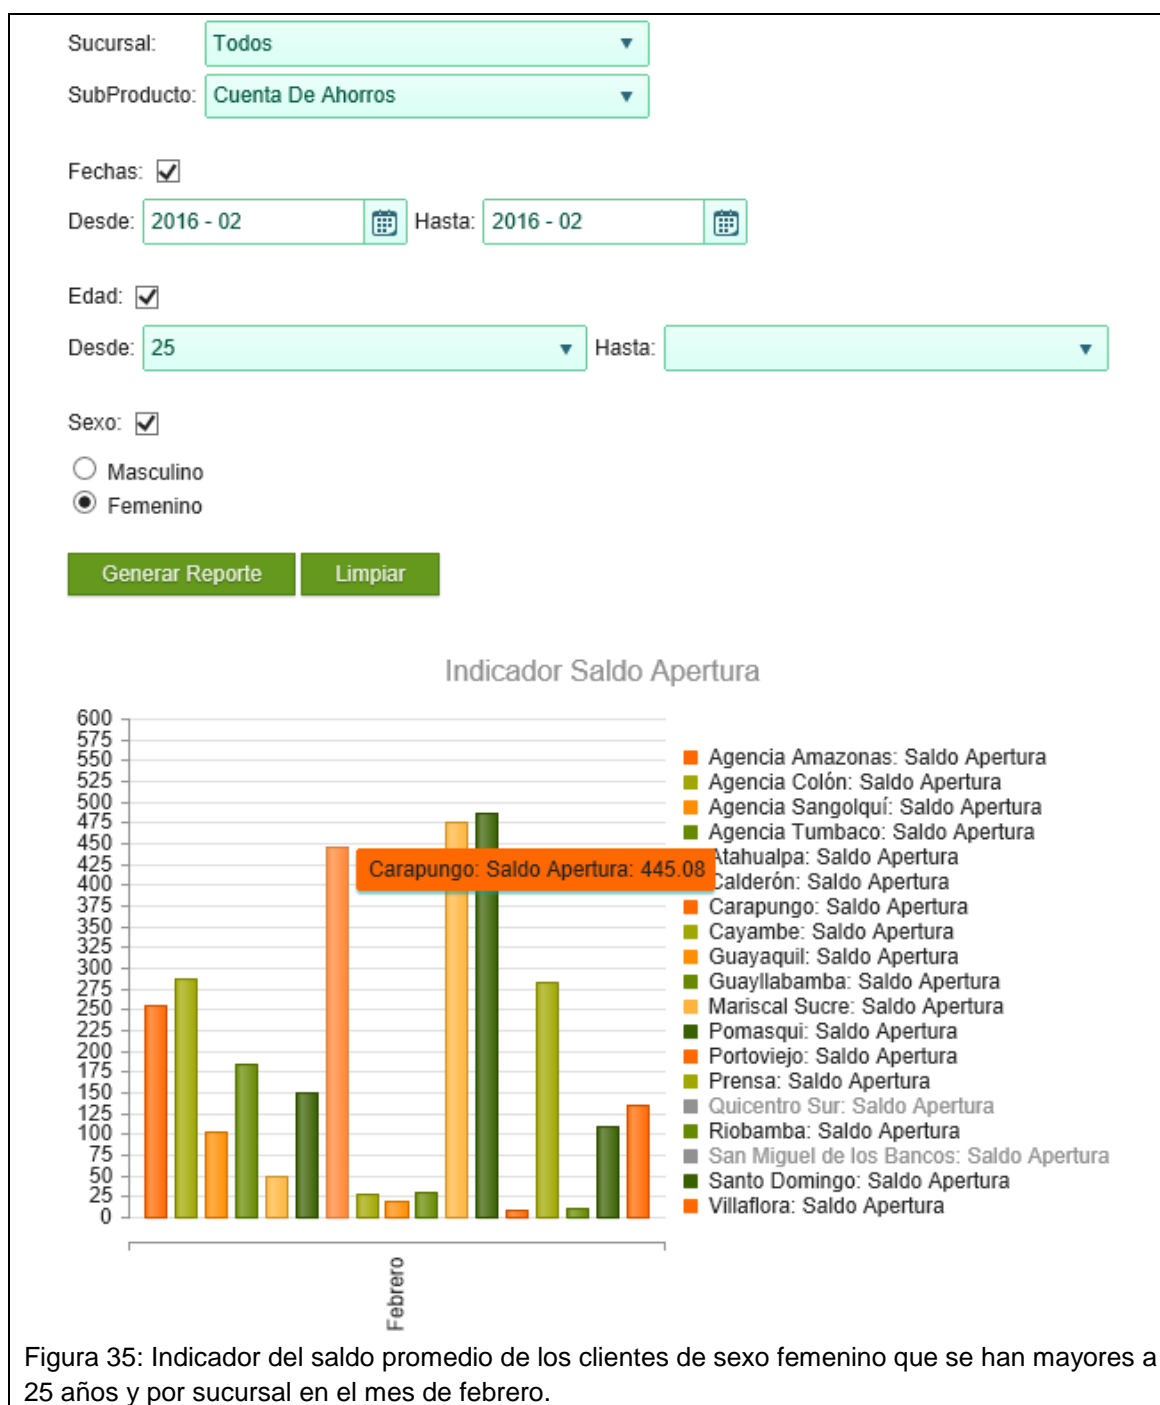 Sucursal: Todos
SubProducto: Cuenta De Ahorros
Fechas:
Desde: 2016 - 02 Hasta: 2016 - 02
Edad:
Desde: 25 Hasta:
Sexo:
Masculino
Femenino
Generar Reporte Limpiar
Indicador Saldo Apertura
600
575
550
525
500
475
450
425
400
375
350
325
300
275
250
225
200
175
150
125
100
75
50
25
0
Carapungo: Saldo Apertura: 445.08
Febrero
Agencia Amazonas: Saldo Apertura
Agencia Colón: Saldo Apertura
Agencia Sangolquí: Saldo Apertura
Agencia Tumbaco: Saldo Apertura
Atahualpa: Saldo Apertura
Calderón: Saldo Apertura
Carapungo: Saldo Apertura
Cayambe: Saldo Apertura
Guayaquil: Saldo Apertura
Guayllabamba: Saldo Apertura
Mariscal Sucre: Saldo Apertura
Pomasqui: Saldo Apertura
Portoviejo: Saldo Apertura
Prensa: Saldo Apertura
Quicentro Sur: Saldo Apertura
Riobamba: Saldo Apertura
San Miguel de los Bancos: Saldo Apertura
Santo Domingo: Saldo Apertura
Villaflora: Saldo Apertura
Figura 35: Indicador del saldo promedio de los clientes de sexo femenino que se han mayores a
25 años y por sucursal en el mes de febrero.